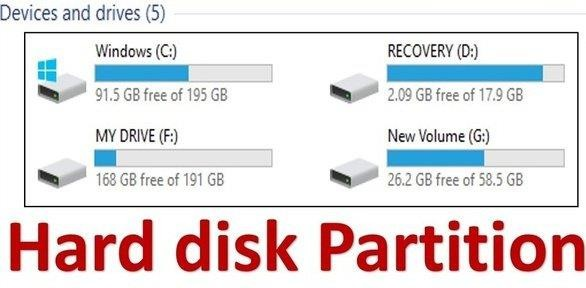 Devices and drives (5)
Windows (C:)
91.5 GB free of 195 GB
RECOVERY (D:)
2.09 GB free of 17.9 GB
MY DRIVE (F:)
168 GB free of 191 GB
New Volume (G:)
26.2 GB free of 58.5 GB
Hard disk Partition